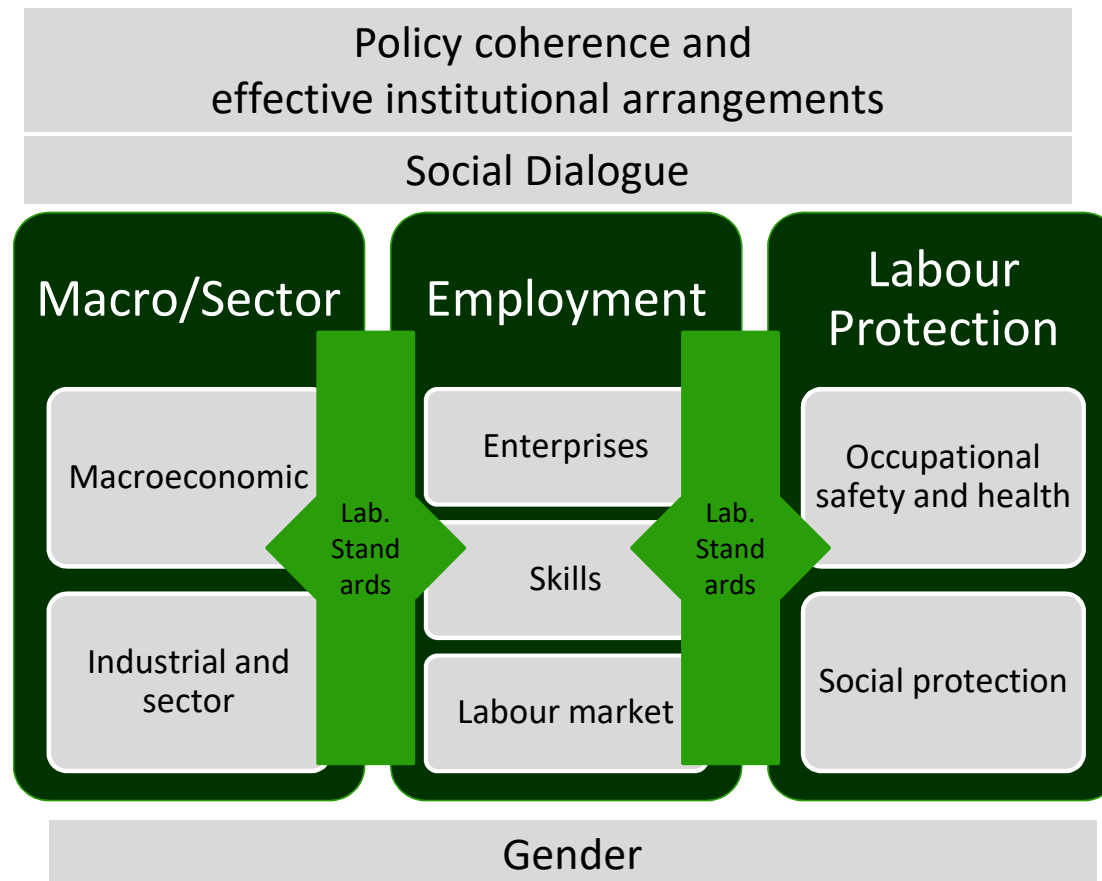 Policy coherence and
effective institutional arrangements
Social Dialogue
Macro/Sector
Macroeconomic
Industrial and
sector
Lab.
Stand
ards
Employment
Enterprises
Skills
Labour market
Lab.
Stand
ards
Labour
Protection
Occupational
safety and health
Social protection
Gender